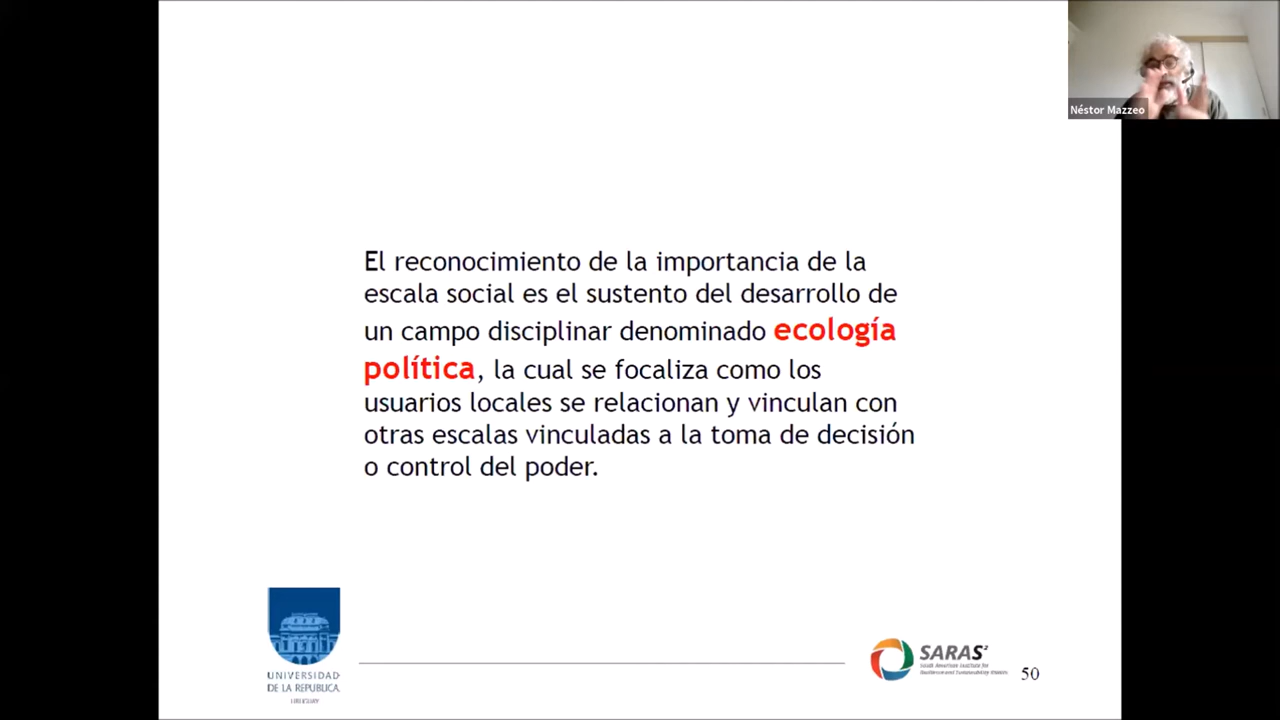 Néstor Mazzeo
El reconocimiento de la importancia de la
escala social es el sustento del desarrollo de
un campo disciplinar denominado ecología
política, la cual se focaliza como los
usuarios locales se relacionan y vinculan con
otras escalas vinculadas a la toma de decisión
o control del poder.
UNIVERSIDAD
DE LA REPUBLICA
URUGUAY
SARAS²
South American Institute for
Resilience and Sustainability Studies
50